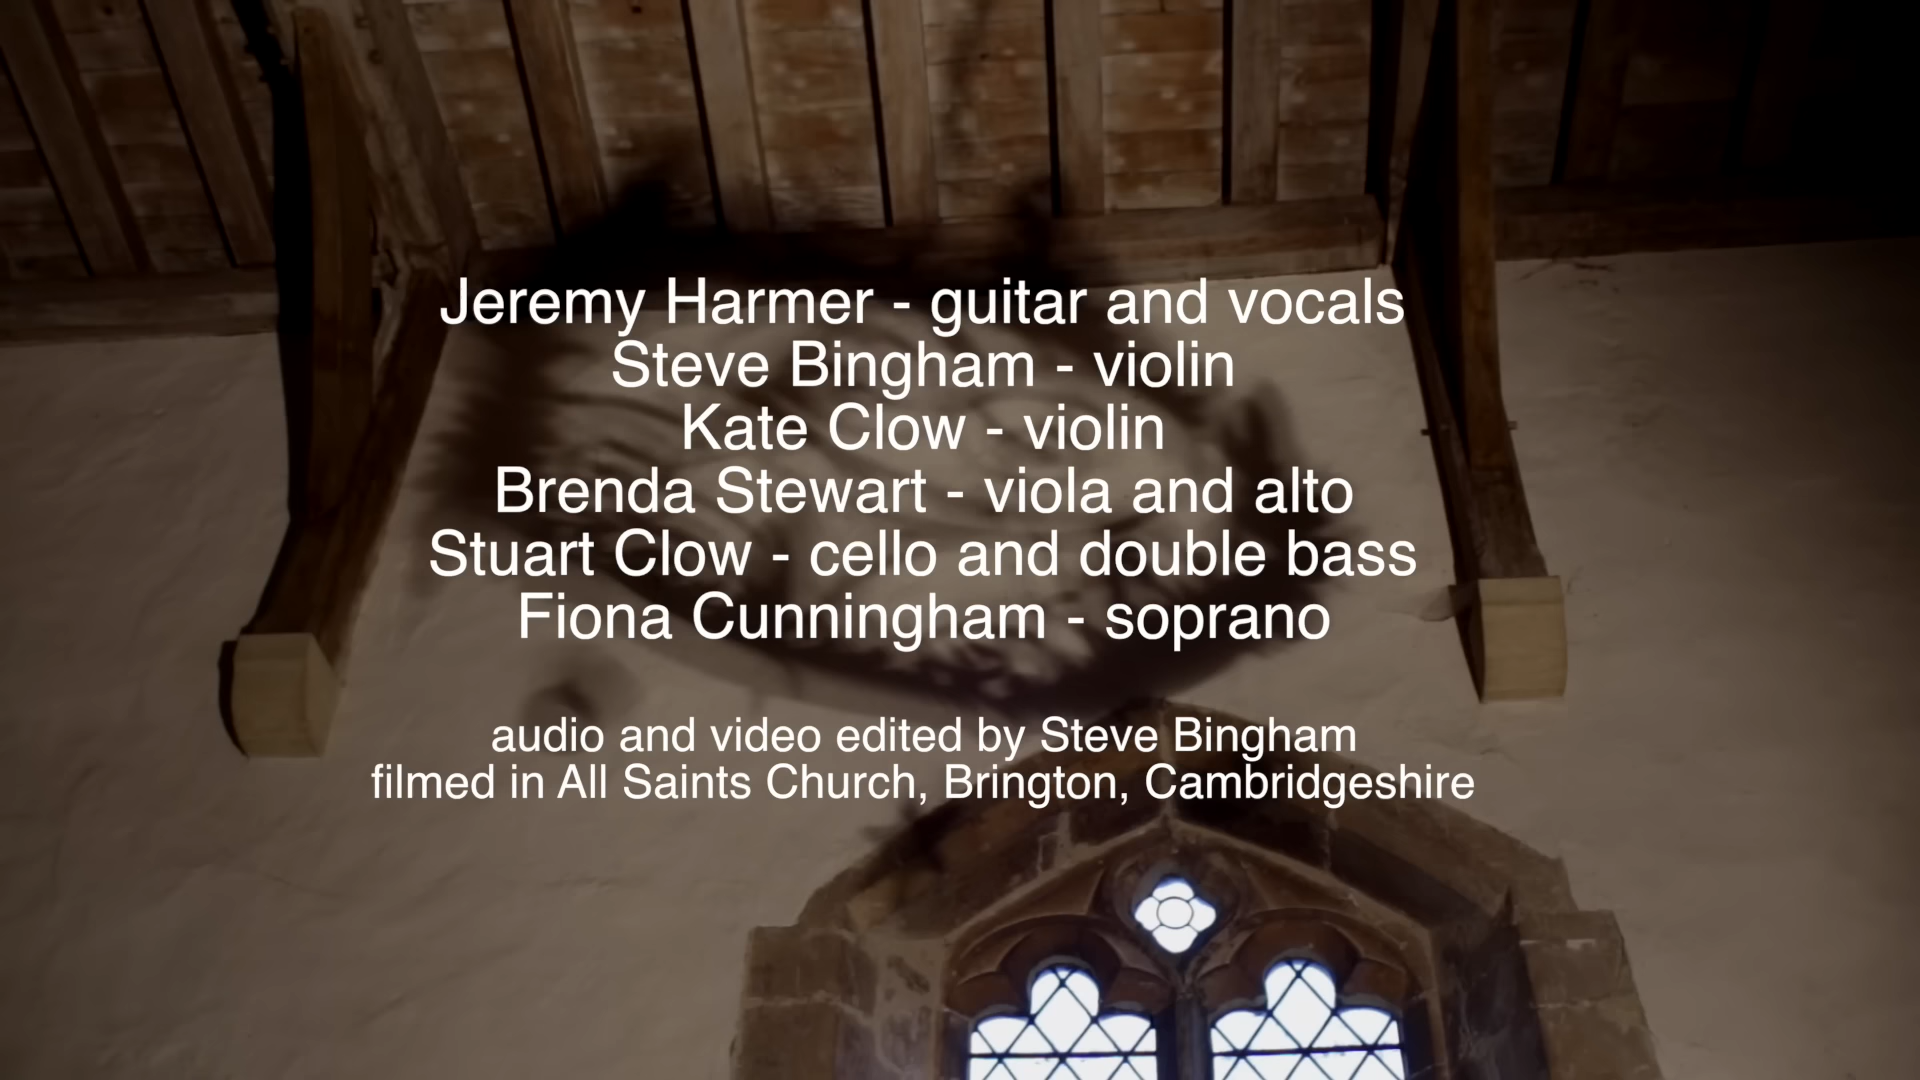 Jeremy Harmer - guitar and vocals
Steve Bingham - violin
Kate Clow - violin
Brenda Stewart - viola and alto
Stuart Clow - cello and double bass
Fiona Cunningham - soprano
audio and video edited by Steve Bingham
filmed in All Saints Church, Brington, Cambridgeshire